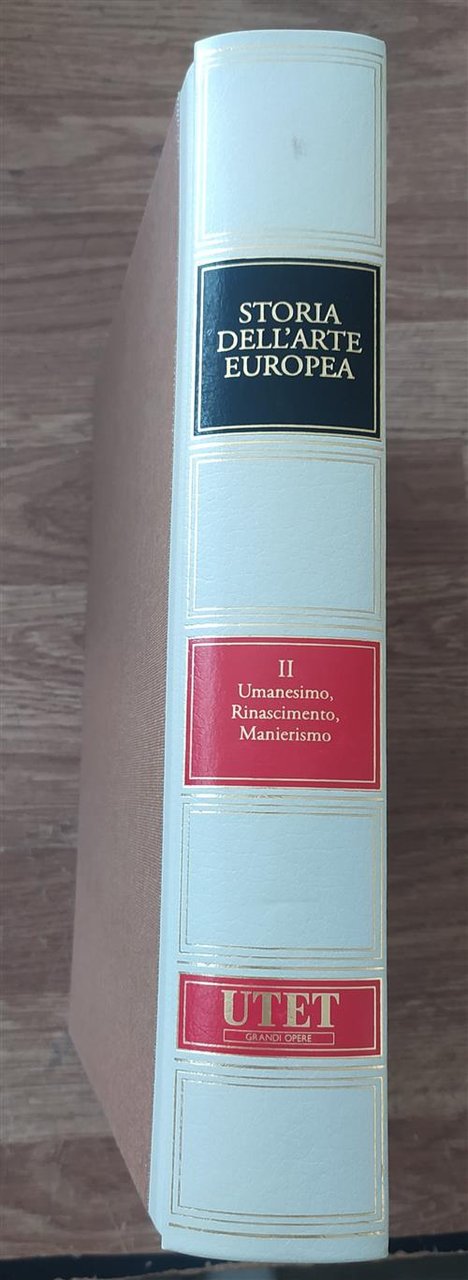 STORIA
DELL'ARTE
EUROPEA
II
Umanesimo,
Rinascimento,
Manierismo
UTET
GRANDI OPERE